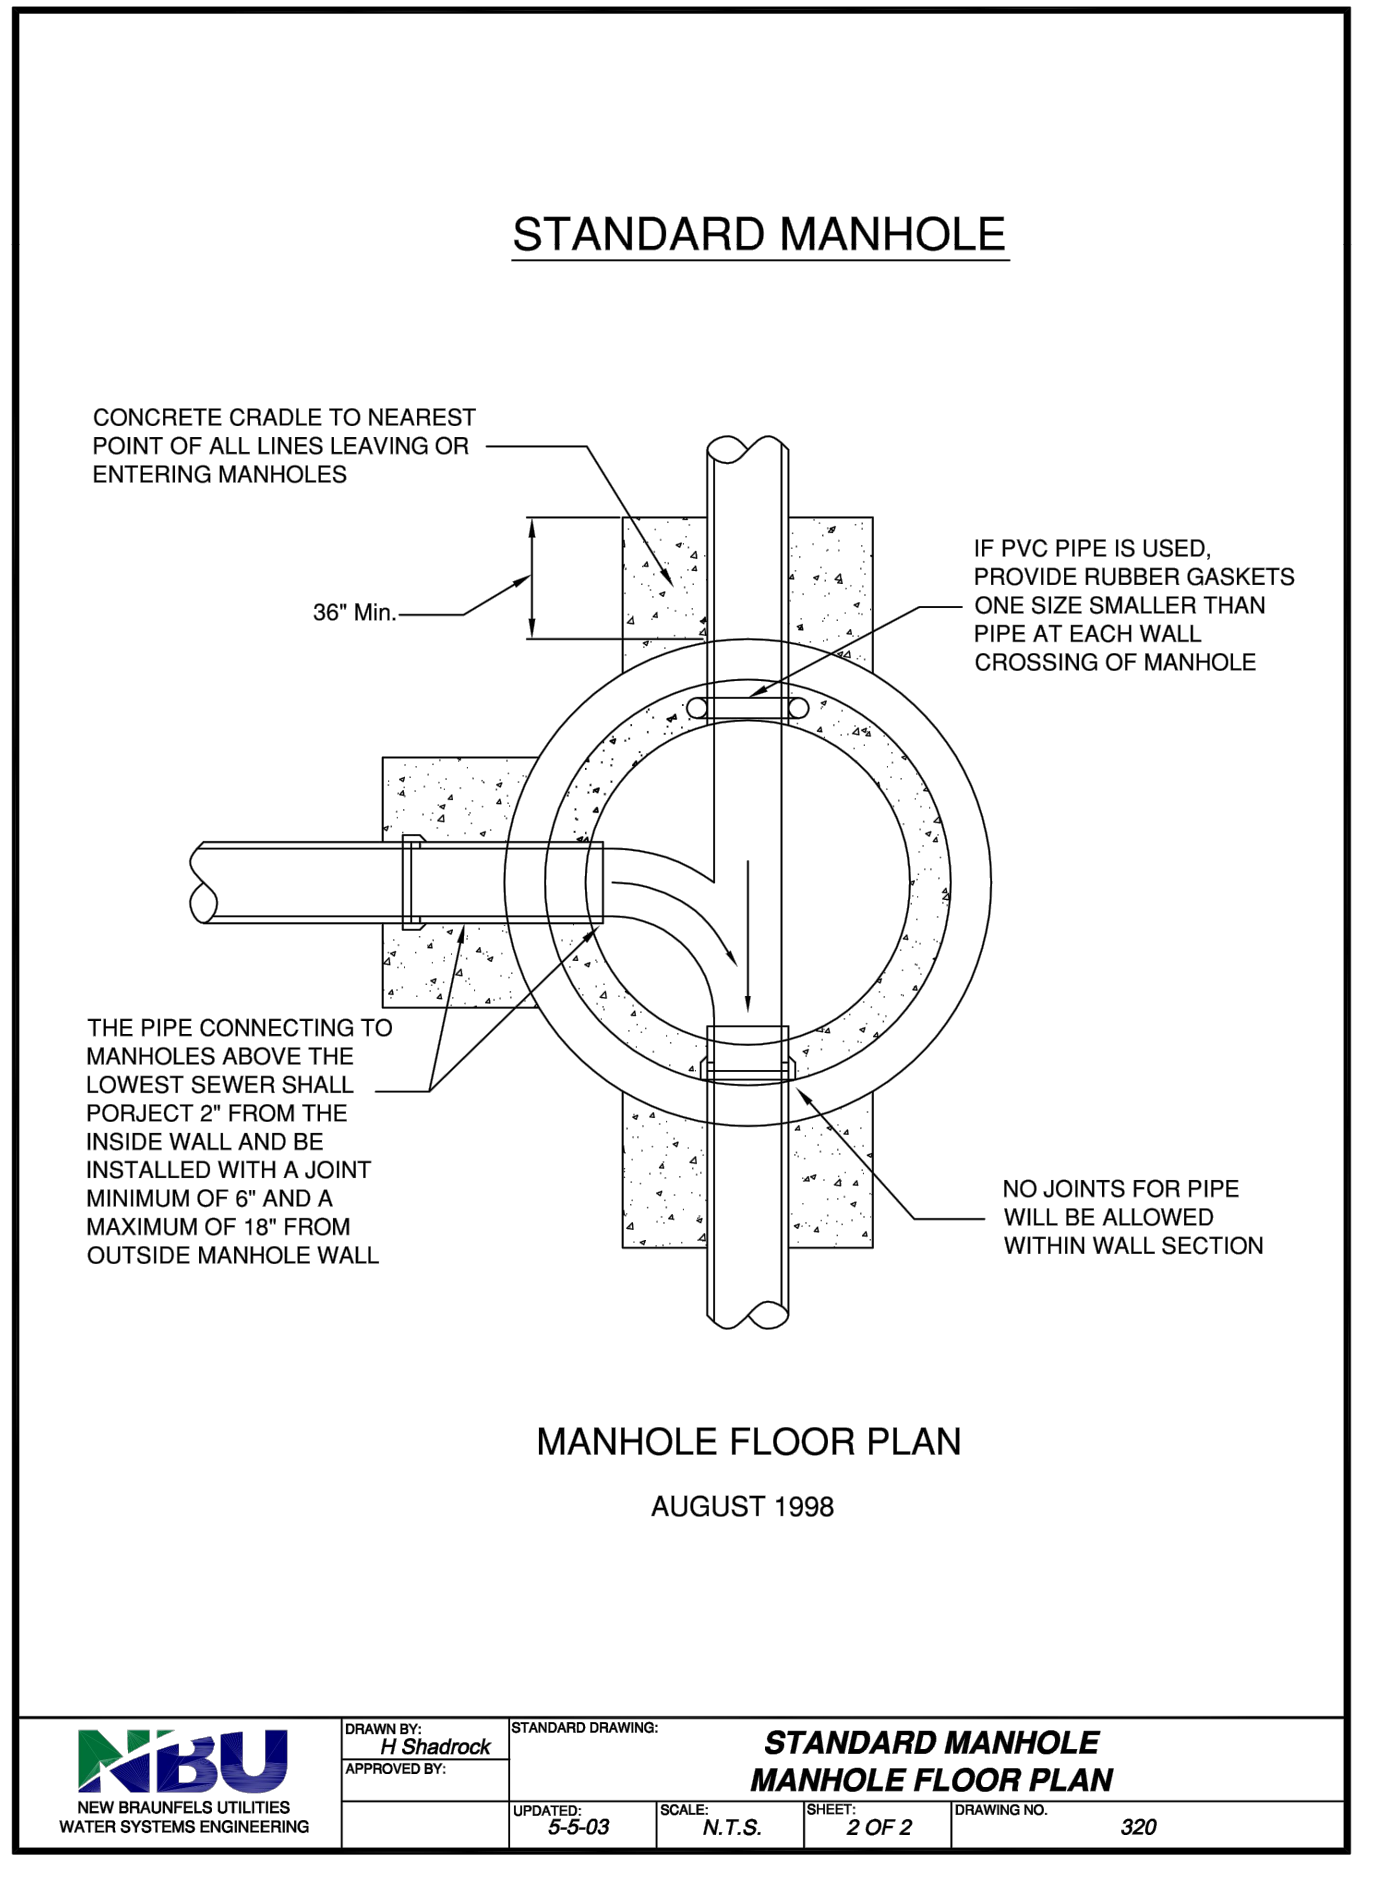 STANDARD MANHOLE
CONCRETE CRADLE TO NEAREST
POINT OF ALL LINES LEAVING OR
ENTERING MANHOLES
36" Min.
IF PVC PIPE IS USED,
PROVIDE RUBBER GASKETS
ONE SIZE SMALLER THAN
PIPE AT EACH WALL
CROSSING OF MANHOLE
THE PIPE CONNECTING TO
MANHOLES ABOVE THE
LOWEST SEWER SHALL
PORJECT 2" FROM THE
INSIDE WALL AND BE
INSTALLED WITH A JOINT
MINIMUM OF 6" AND A
MAXIMUM OF 18" FROM
OUTSIDE MANHOLE WALL
NO JOINTS FOR PIPE
WILL BE ALLOWED
WITHIN WALL SECTION
MANHOLE FLOOR PLAN
AUGUST 1998
NBU
NEW BRAUNFELS UTILITIES
WATER SYSTEMS ENGINEERING
DRAWN BY:
H Shadrock
APPROVED BY:
STANDARD DRAWING:
STANDARD MANHOLE
MANHOLE FLOOR PLAN
UPDATED:
5-5-03
SCALE:
N.T.S.
SHEET:
2 OF 2
DRAWING NO.
320